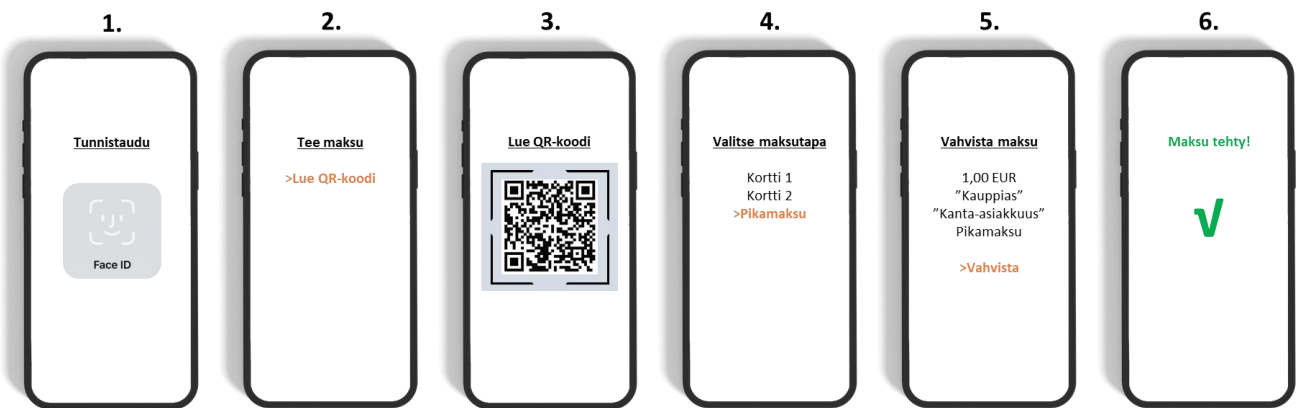 1.
Tunnistaudu
Face ID
2.
Tee maksu
>Lue QR-koodi
3.
Lue QR-koodi
4.
Valitse maksutapa
Kortti 1
Kortti 2
>Pikamaksu
5.
Vahvista maksu
1,00 EUR
”Kauppias”
”Kanta-asiakkuus”
Pikamaksu
>Vahvista
6.
Maksu tehty!
√